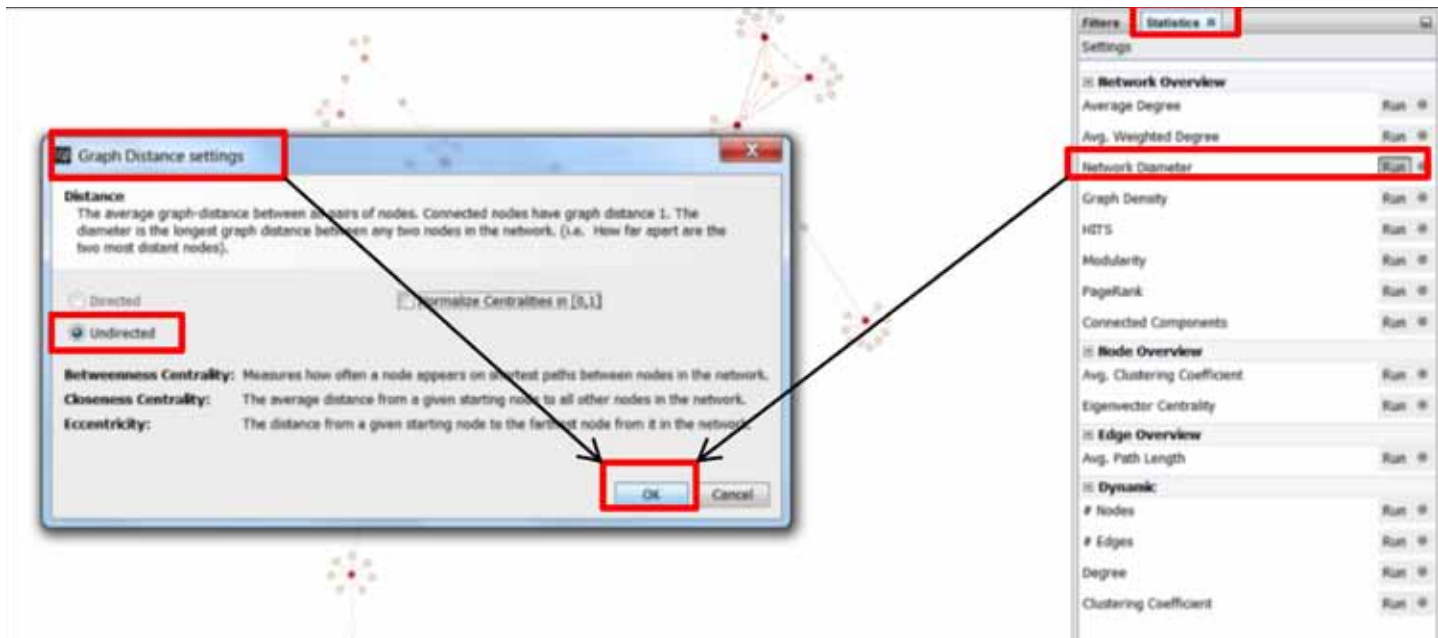 Graph Distance settings
Distance
The average graph-distance between all pairs of nodes. Connected nodes have graph distance 1. The
diameter is the longest graph distance between any two nodes in the network. (i.e. How far apart are the
two most distant nodes).
Directed
Normalize Centralities in [0,1]
Undirected
Betweenness Centrality: Measures how often a node appears on shortest paths between nodes in the network.
Closeness Centrality: The average distance from a given starting node to all other nodes in the network.
Eccentricity: The distance from a given starting node to the farthest node from it in the network.
OK Cancel
Filters Statistics
Settings
Network Overview
Average Degree Run
Avg. Weighted Degree Run
Network Diameter Run
Graph Density Run
HITS Run
Modularity Run
PageRank Run
Connected Components Run
Node Overview
Avg. Clustering Coefficient Run
Eigenvector Centrality Run
Edge Overview
Avg. Path Length Run
Dynamic
# Nodes Run
# Edges Run
Degree Run
Clustering Coefficient Run